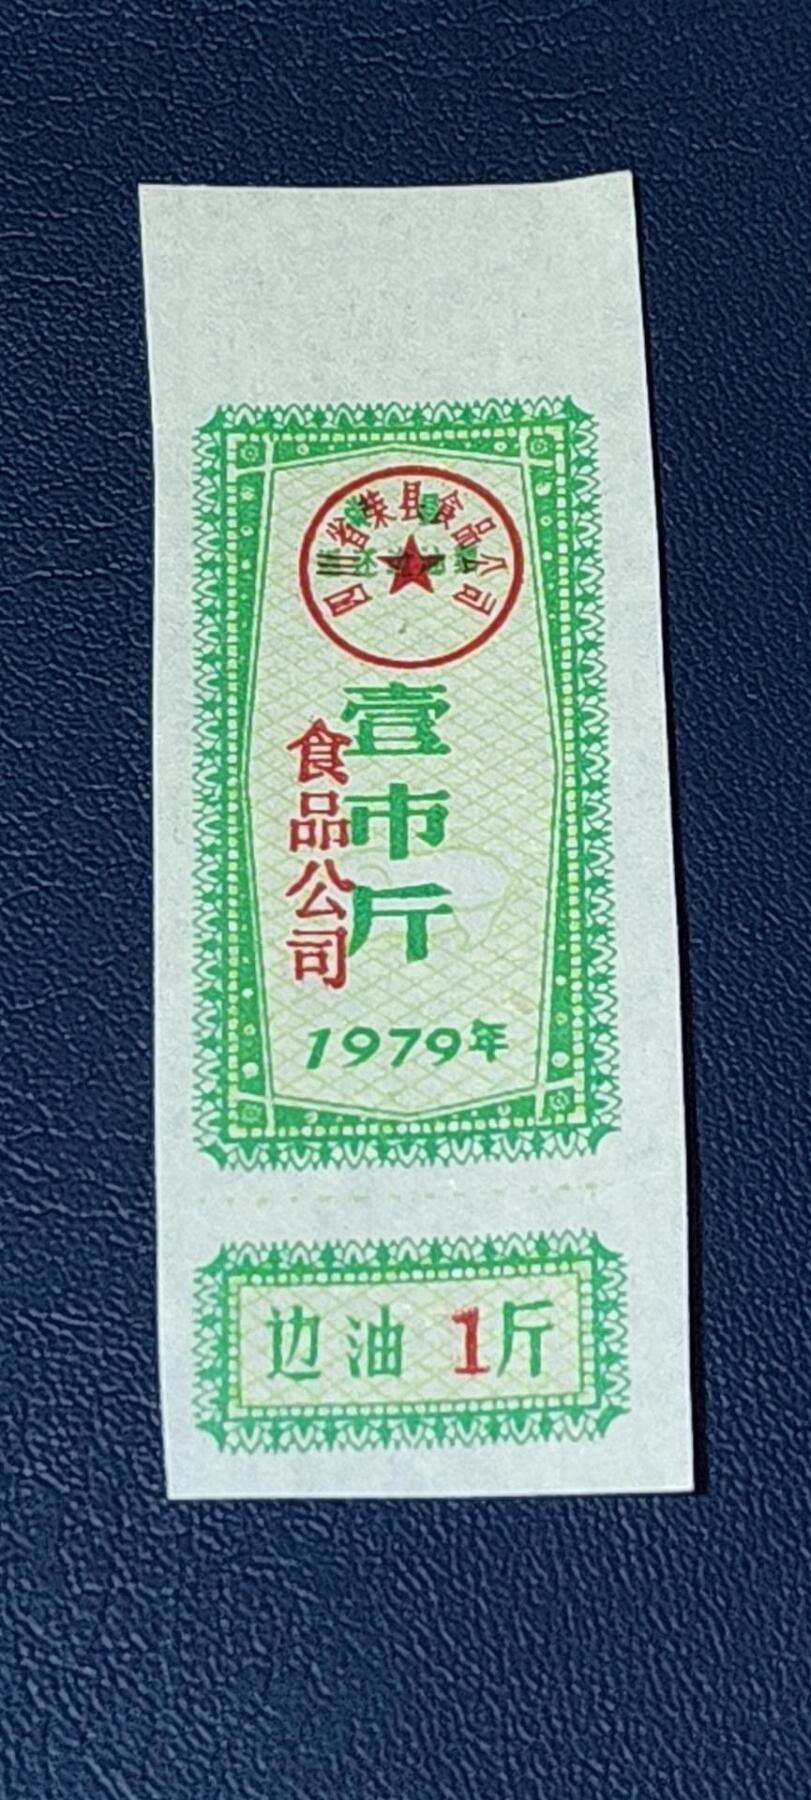 四川省荣县食品公司
壹市斤
食品公司
1979年
边油 1斤